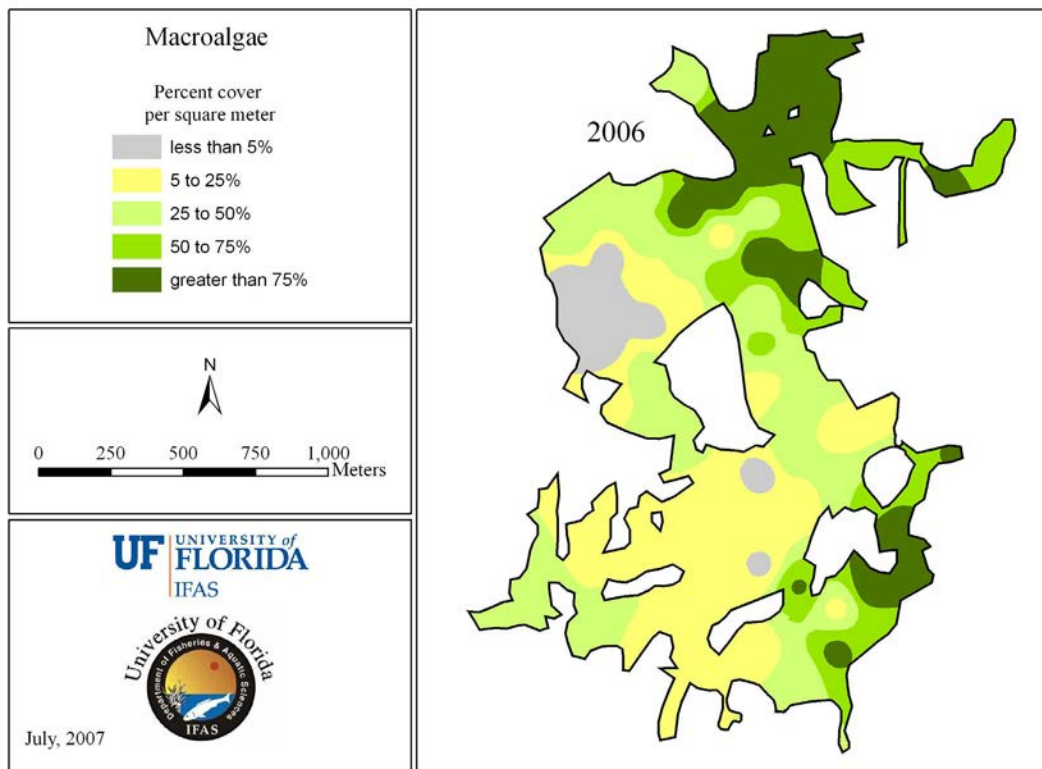 Macroalgae
Percent cover
per square meter
less than 5%
5 to 25%
25 to 50%
50 to 75%
greater than 75%
N
0 250 500 750 1,000
Meters
UF UNIVERSITY of
FLORIDA
IFAS
University of Florida
Department of Fisheries & Aquatic Sciences
IFAS
July, 2007
2006